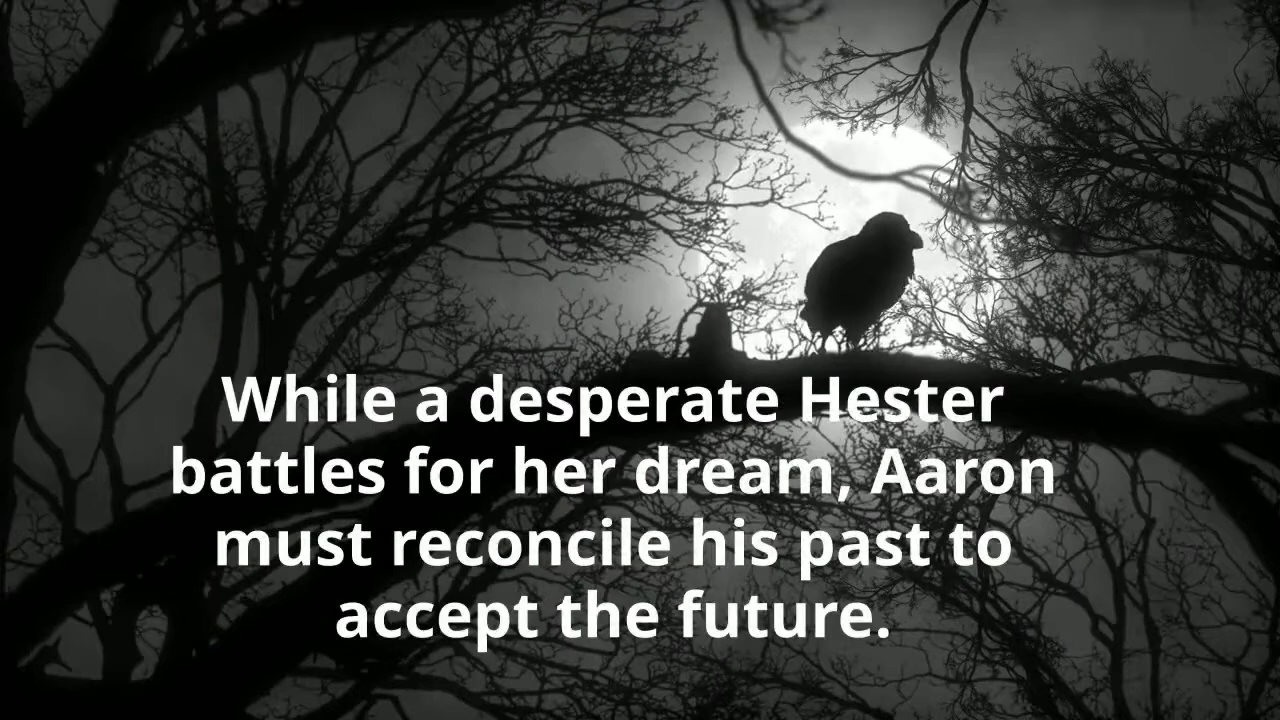 While a desperate Hester
battles for her dream, Aaron
must reconcile his past to
accept the future.